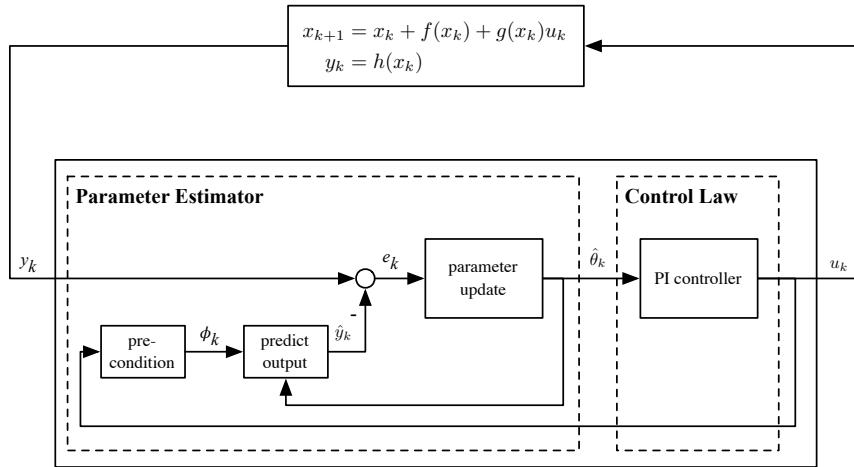 x_{k+1} = x_k + f(x_k) + g(x_k)u_k
y_k = h(x_k)
Parameter Estimator
Control Law
y_k
e_k
parameter
update
θ̂_k
PI controller
u_k
-
pre-
condition
ϕ_k
predict
output
ŷ_k